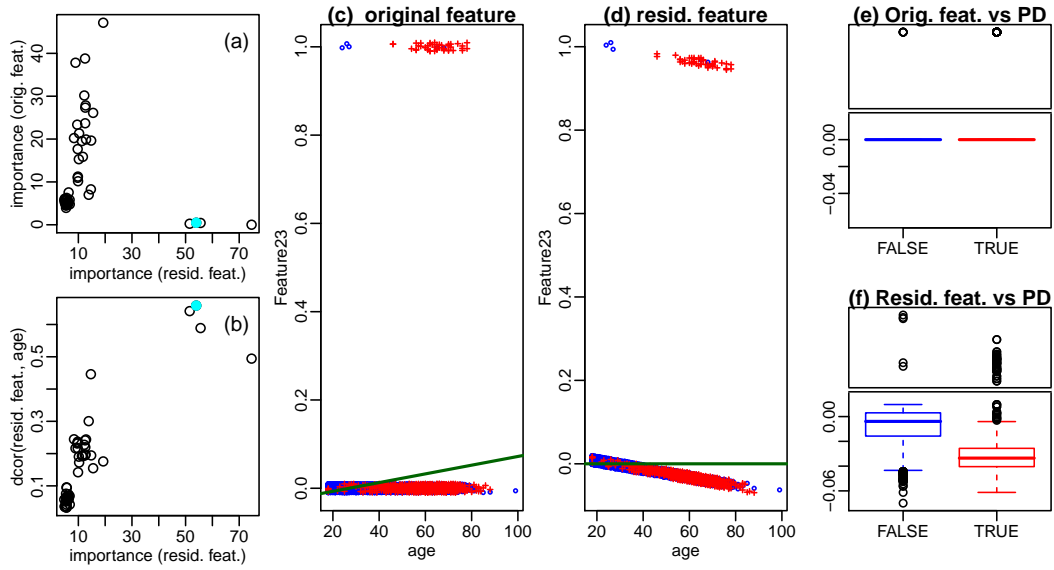 (a)
importance (orig. feat.)
0 10 20 30 40
10 30 50 70
importance (resid. feat.)
(b)
dcor(resid. feat., age)
0.1 0.3 0.5
10 30 50 70
importance (resid. feat.)
(c) original feature
Feature23
0.0 0.2 0.4 0.6 0.8 1.0
20 40 60 80 100
age
(d) resid. feature
Feature23
0.0 0.2 0.4 0.6 0.8 1.0
20 40 60 80 100
age
(e) Orig. feat. vs PD
−0.04 0.00
FALSE TRUE
(f) Resid. feat. vs PD
−0.06 0.00
FALSE TRUE